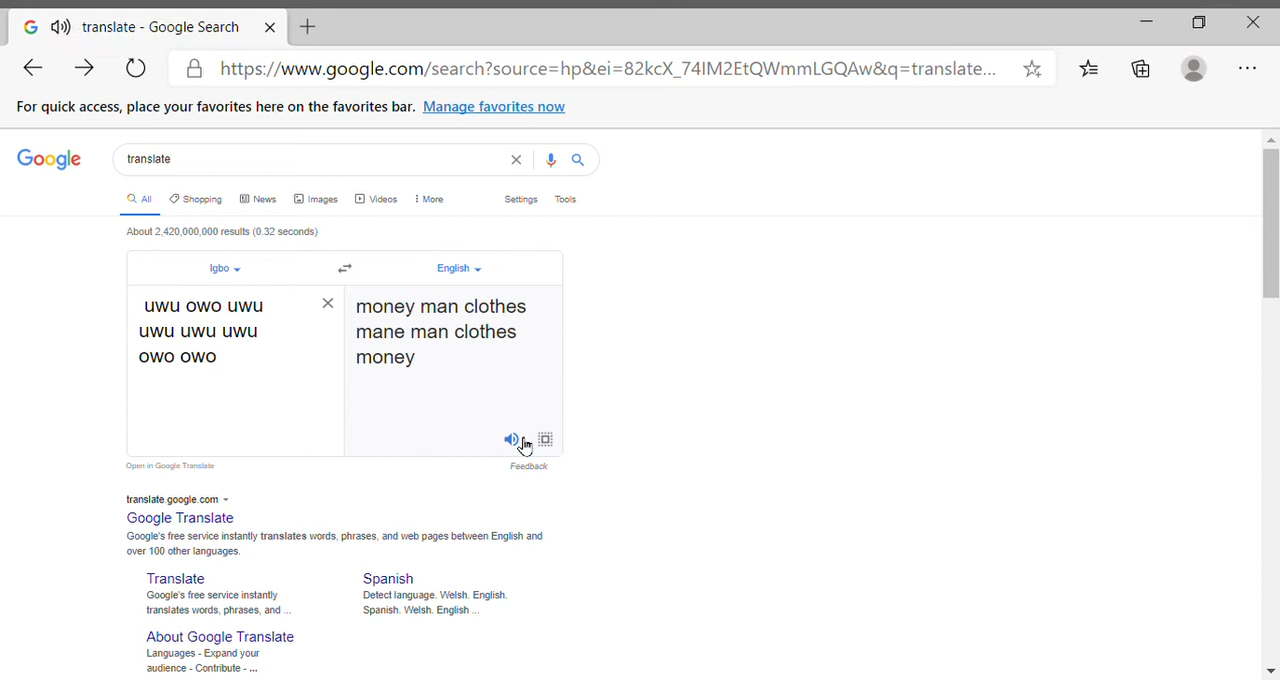 translate - Google Search
https://www.google.com/search?source=hp&ei=82kcX_74IM2EtQWmmLGQAw&q=translate...
For quick access, place your favorites here on the favorites bar. Manage favorites now
Google
translate
All Shopping News Images Videos More Settings Tools
About 2,420,000,000 results (0.32 seconds)
Igbo English
uwu owo uwu
uwu uwu uwu
owo owo
money man clothes
mane man clothes
money
Open in Google Translate Feedback
translate.google.com
Google Translate
Google's free service instantly translates words, phrases, and web pages between English and
over 100 other languages.
Translate
Google's free service instantly
translates words, phrases, and ...
Spanish
Detect language. Welsh. English.
Spanish. Welsh. English ...
About Google Translate
Languages - Expand your
audience - Contribute - ...